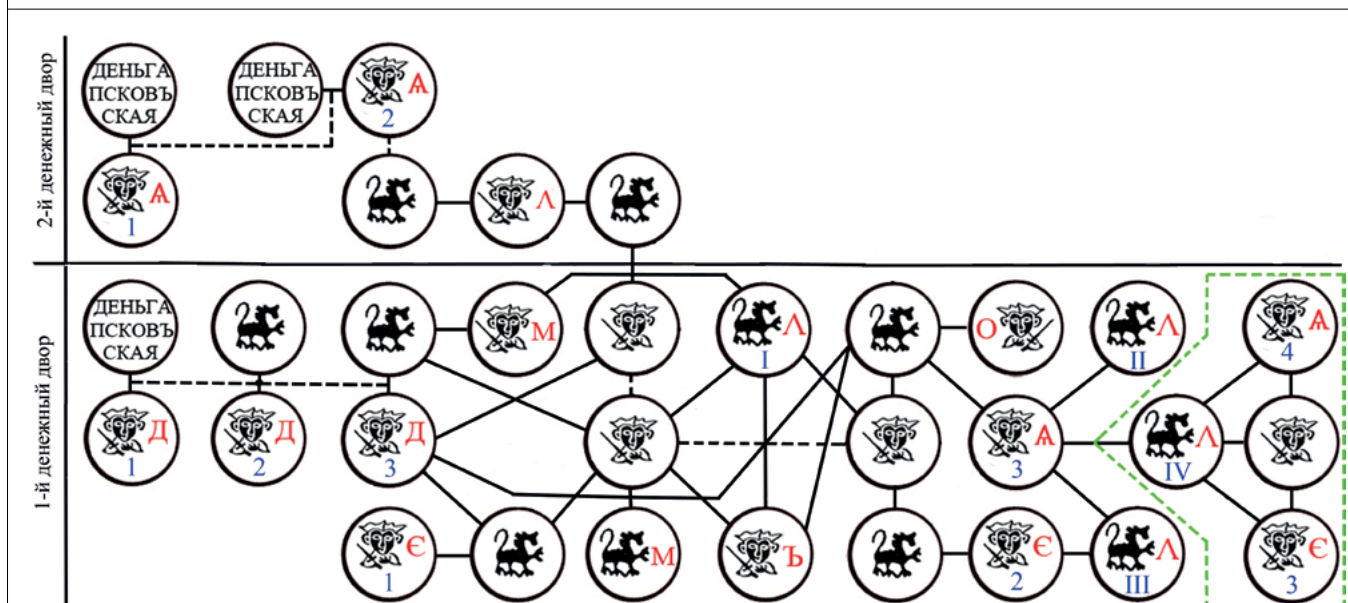 2-й денежный двор
ДЕНЬГА
ПСКОВЪ
СКАЯ
ДЕНЬГА
ПСКОВЪ
СКАЯ
Ѧ
2
Ѧ
1
Л
1-й денежный двор
ДЕНЬГА
ПСКОВЪ
СКАЯ
М
Л
I
О
Л
II
Ѧ
4
Д
1
Д
2
Д
3
Ѧ
3
Л
IV
Є
1
М
Ъ
Є
2
Л
III
Є
3